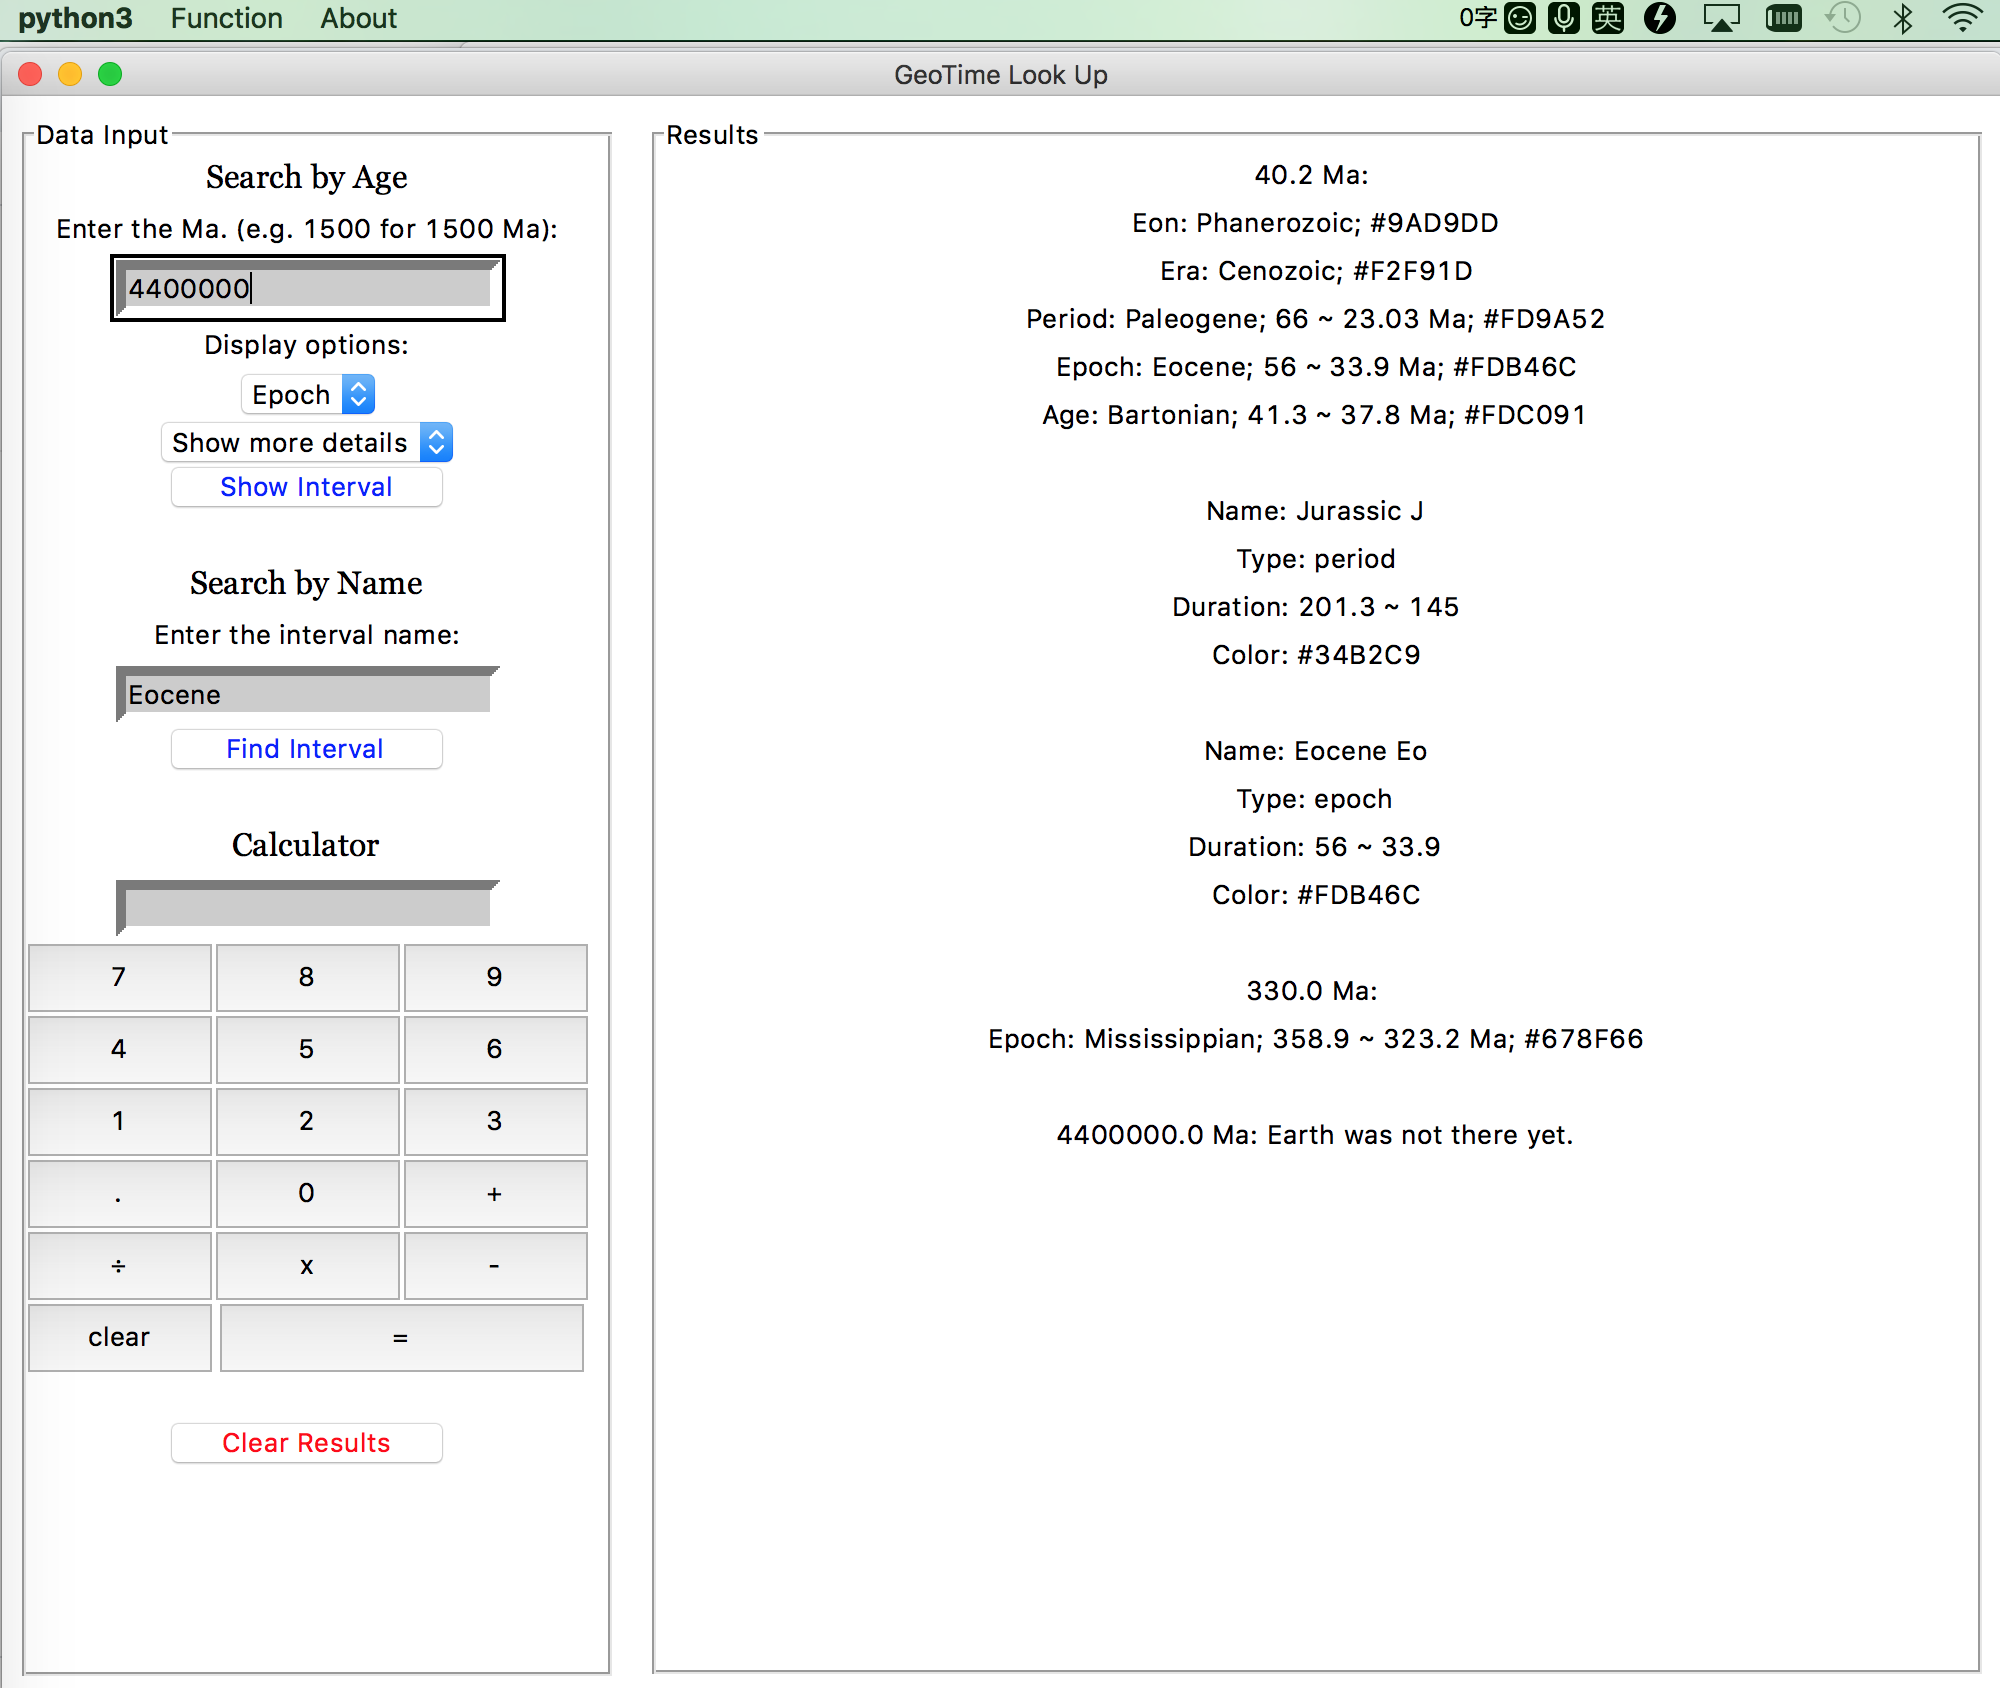 python3 Function About 0字 英
GeoTime Look Up
Data Input
Search by Age
Enter the Ma. (e.g. 1500 for 1500 Ma):
4400000
Display options:
Epoch
Show more details
Show Interval
Search by Name
Enter the interval name:
Eocene
Find Interval
Calculator
7 8 9
4 5 6
1 2 3
. 0 +
÷ x -
clear =
Clear Results
Results
40.2 Ma:
Eon: Phanerozoic; #9AD9DD
Era: Cenozoic; #F2F91D
Period: Paleogene; 66 ~ 23.03 Ma; #FD9A52
Epoch: Eocene; 56 ~ 33.9 Ma; #FDB46C
Age: Bartonian; 41.3 ~ 37.8 Ma; #FDC091
Name: Jurassic J
Type: period
Duration: 201.3 ~ 145
Color: #34B2C9
Name: Eocene Eo
Type: epoch
Duration: 56 ~ 33.9
Color: #FDB46C
330.0 Ma:
Epoch: Mississippian; 358.9 ~ 323.2 Ma; #678F66
4400000.0 Ma: Earth was not there yet.